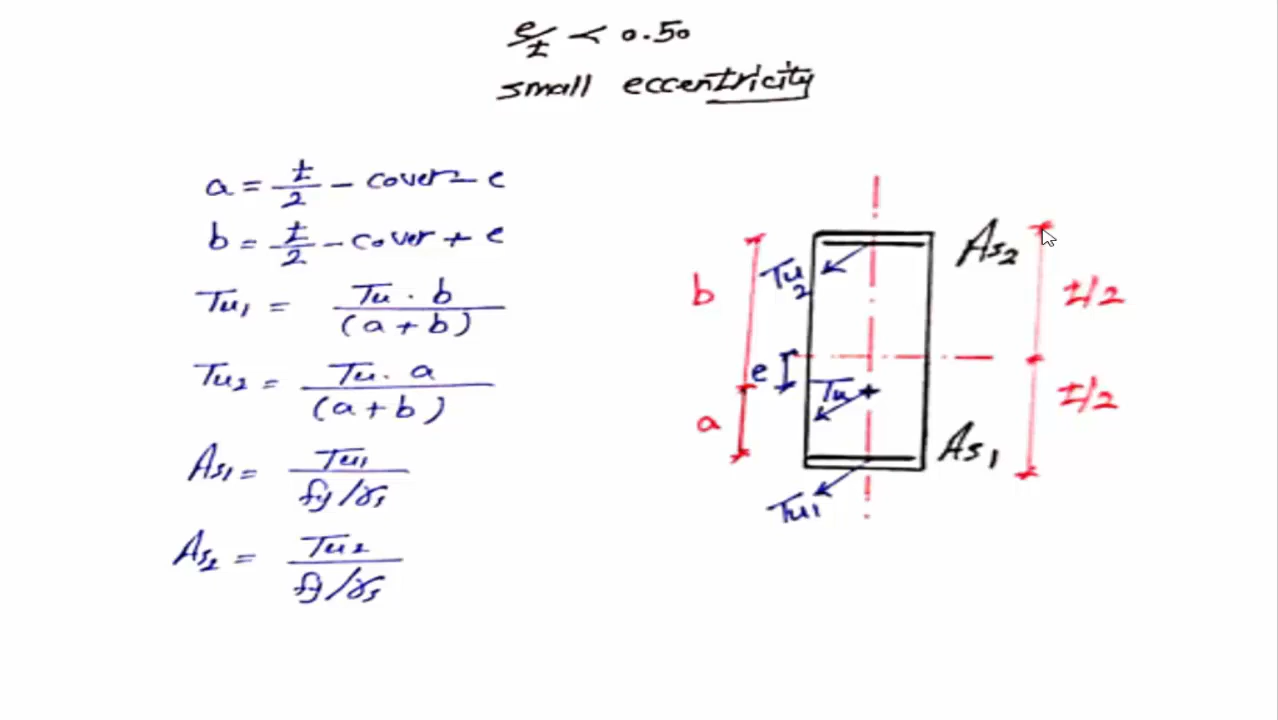 e/t < 0.50
small eccentricity
a = t/2 - cover - e
b = t/2 - cover + e
Tu1 = Tu . b / (a + b)
Tu2 = Tu . a / (a + b)
As1 = Tu1 / fy/γs
As2 = Tu2 / fy/γs
As2
Tu2
b
t/2
e
Tu
t/2
a
As1
Tu1